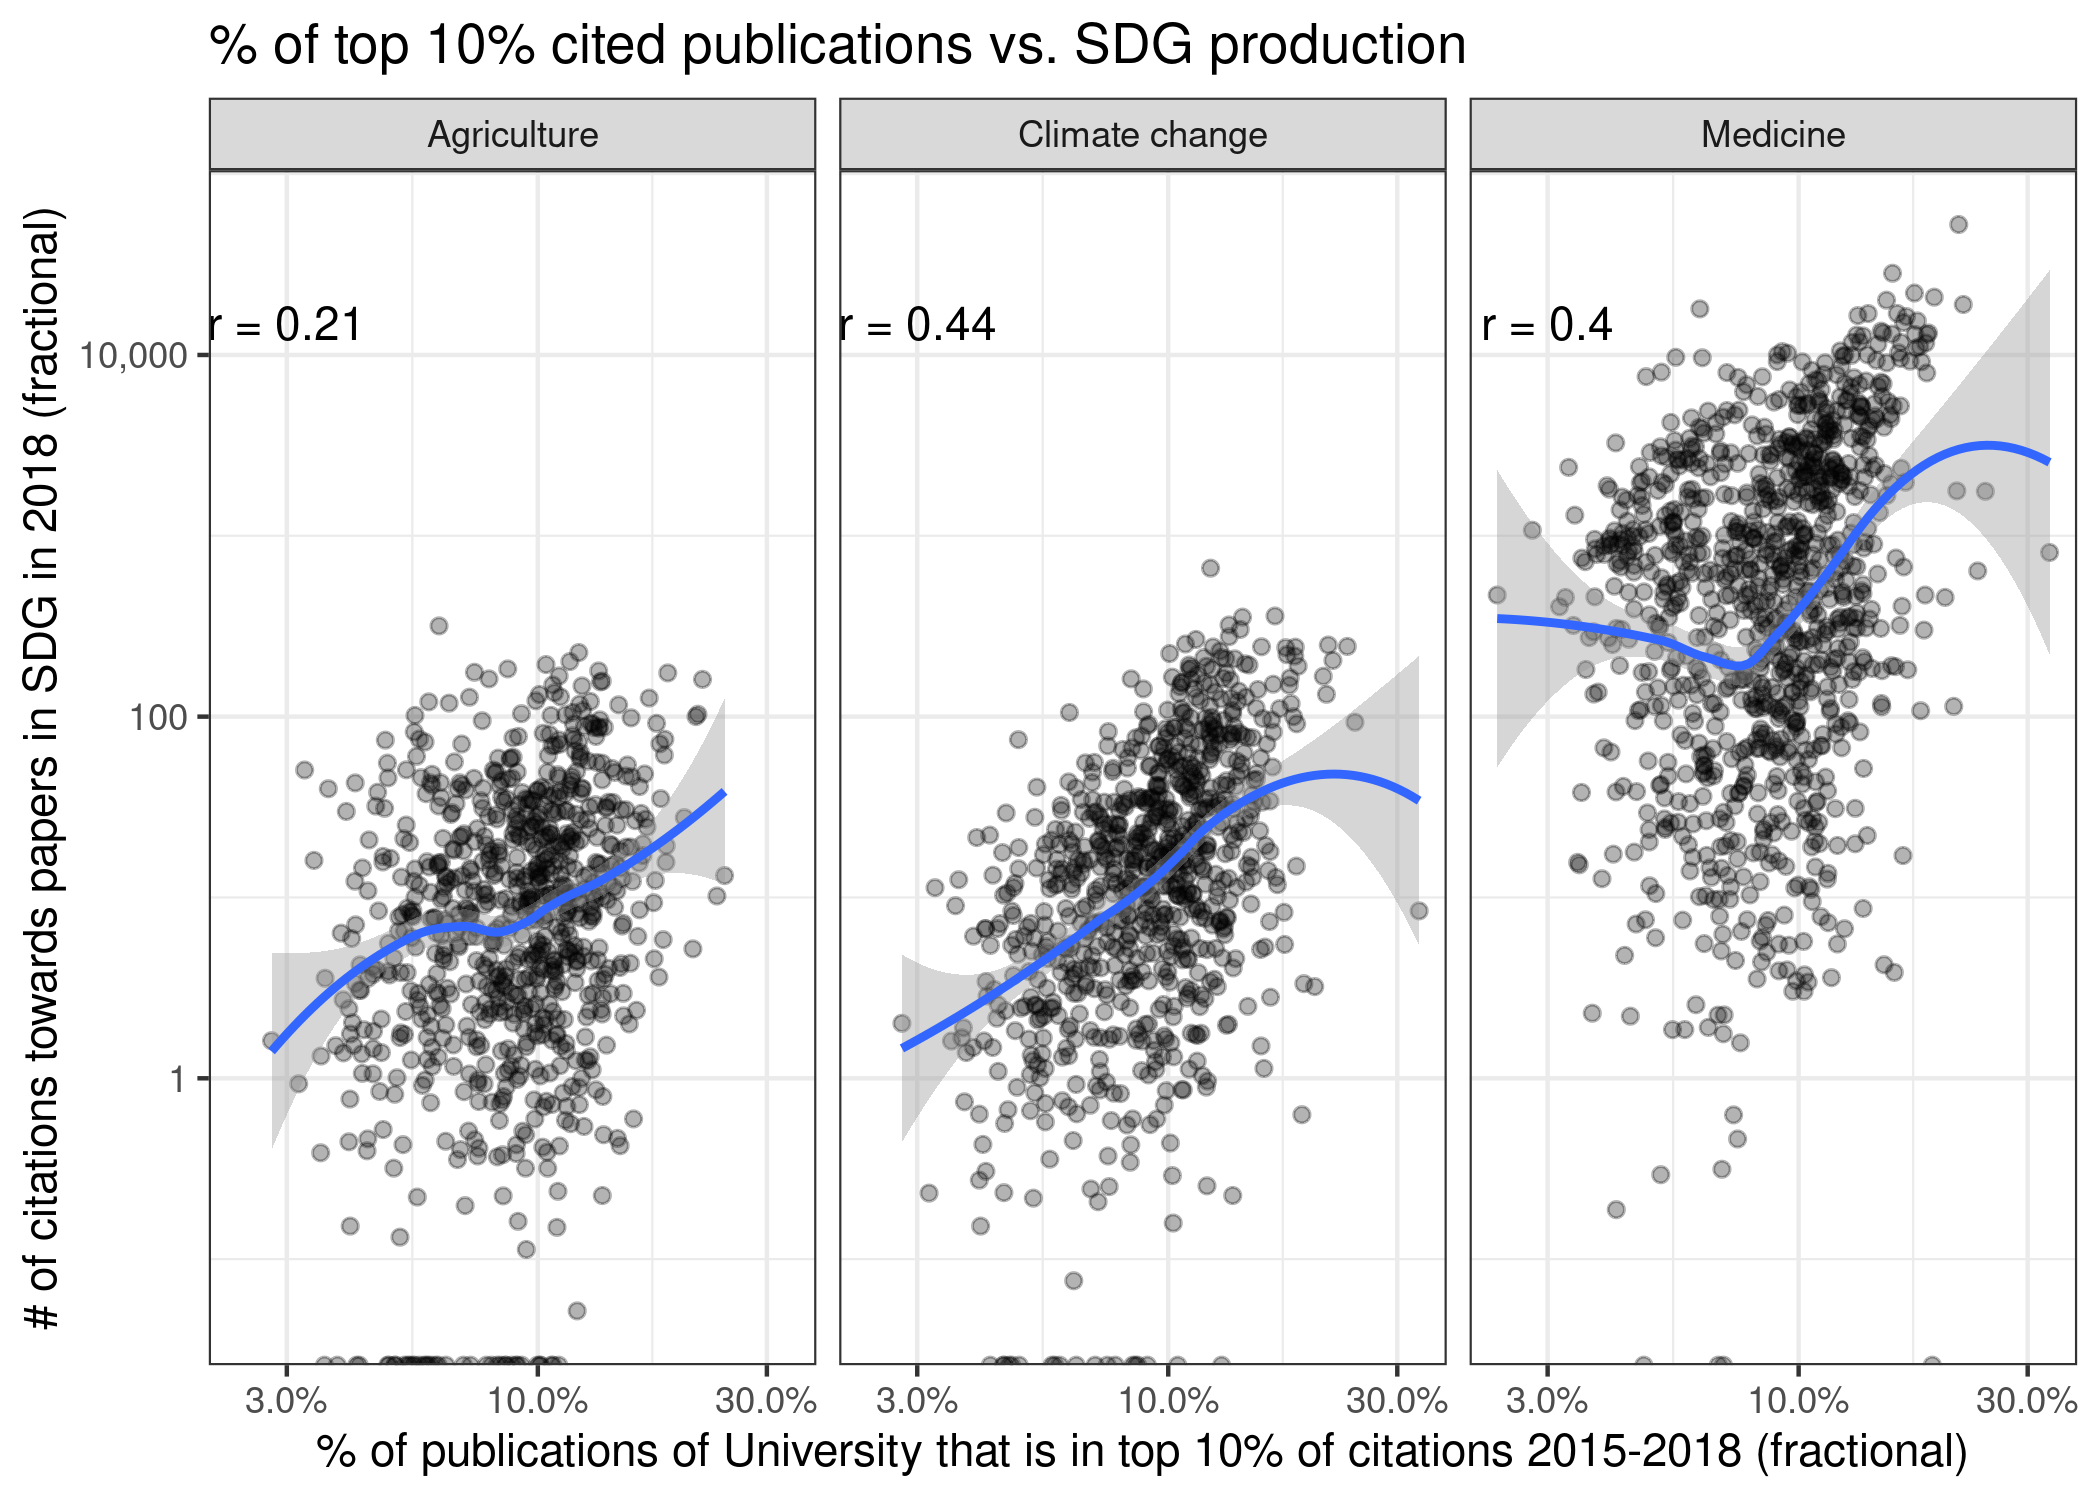 % of top 10% cited publications vs. SDG production
Agriculture
Climate change
Medicine
r = 0.21
r = 0.44
r = 0.4
# of citations towards papers in SDG in 2018 (fractional)
10,000
100
1
3.0% 10.0% 30.0%
3.0% 10.0% 30.0%
3.0% 10.0% 30.0%
% of publications of University that is in top 10% of citations 2015-2018 (fractional)